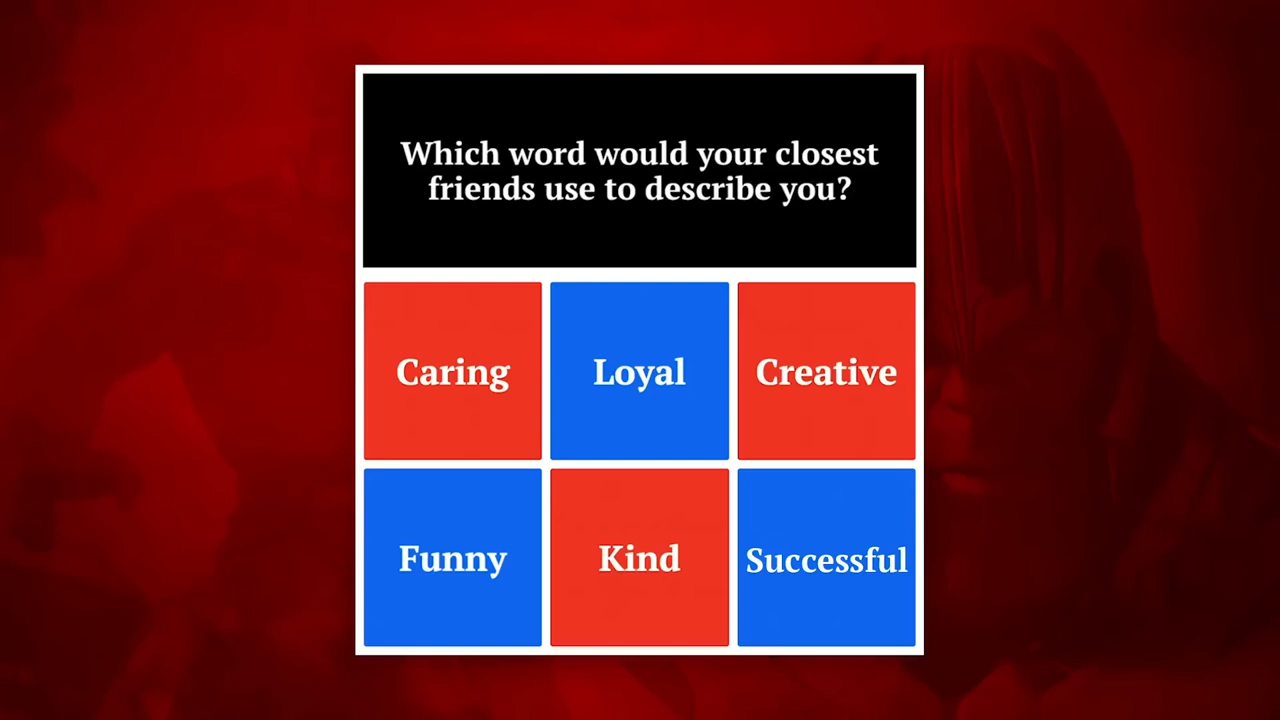 Which word would your closest
friends use to describe you?
Caring
Loyal
Creative
Funny
Kind
Successful